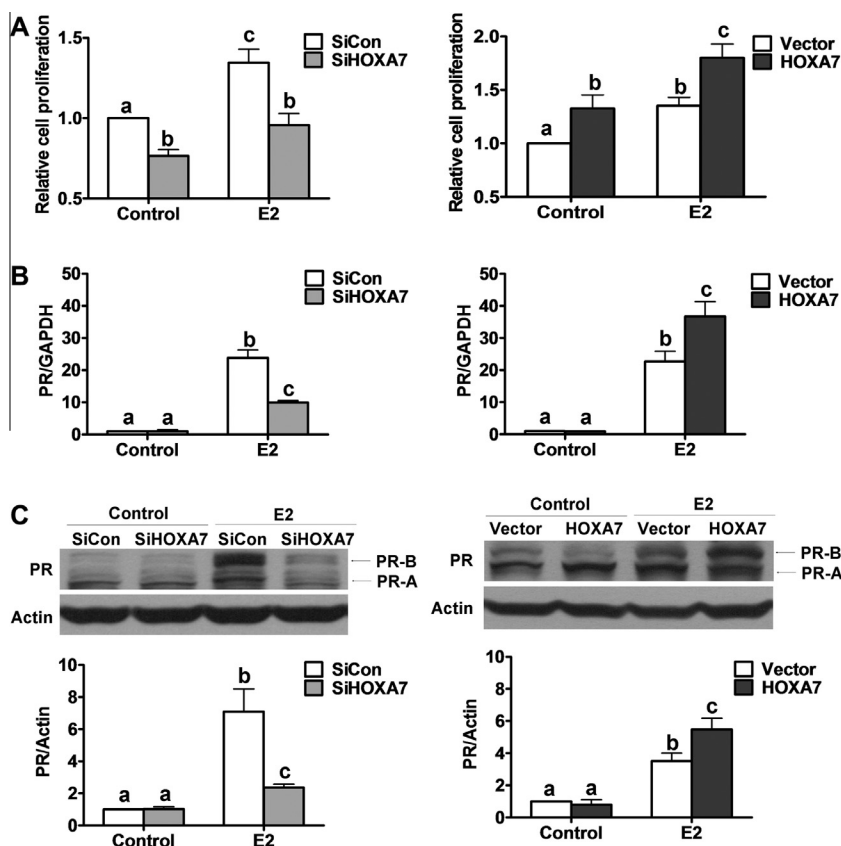 A
Relative cell proliferation
1.5
1.0
0.5
a
b
c
b
Control
E2
SiCon
SiHOXA7
Relative cell proliferation
2.0
1.5
1.0
0.5
a
b
b
c
Control
E2
Vector
HOXA7
B
PR/GAPDH
50
40
30
20
10
0
a
a
b
c
Control
E2
SiCon
SiHOXA7
PR/GAPDH
50
40
30
20
10
0
a
a
b
c
Control
E2
Vector
HOXA7
C
Control E2
SiCon SiHOXA7 SiCon SiHOXA7
PR
PR-B
PR-A
Actin
Control E2
Vector HOXA7 Vector HOXA7
PR
PR-B
PR-A
Actin
PR/Actin
10
8
6
4
2
0
a
a
b
c
Control
E2
SiCon
SiHOXA7
PR/Actin
10
8
6
4
2
0
a
a
b
c
Control
E2
Vector
HOXA7